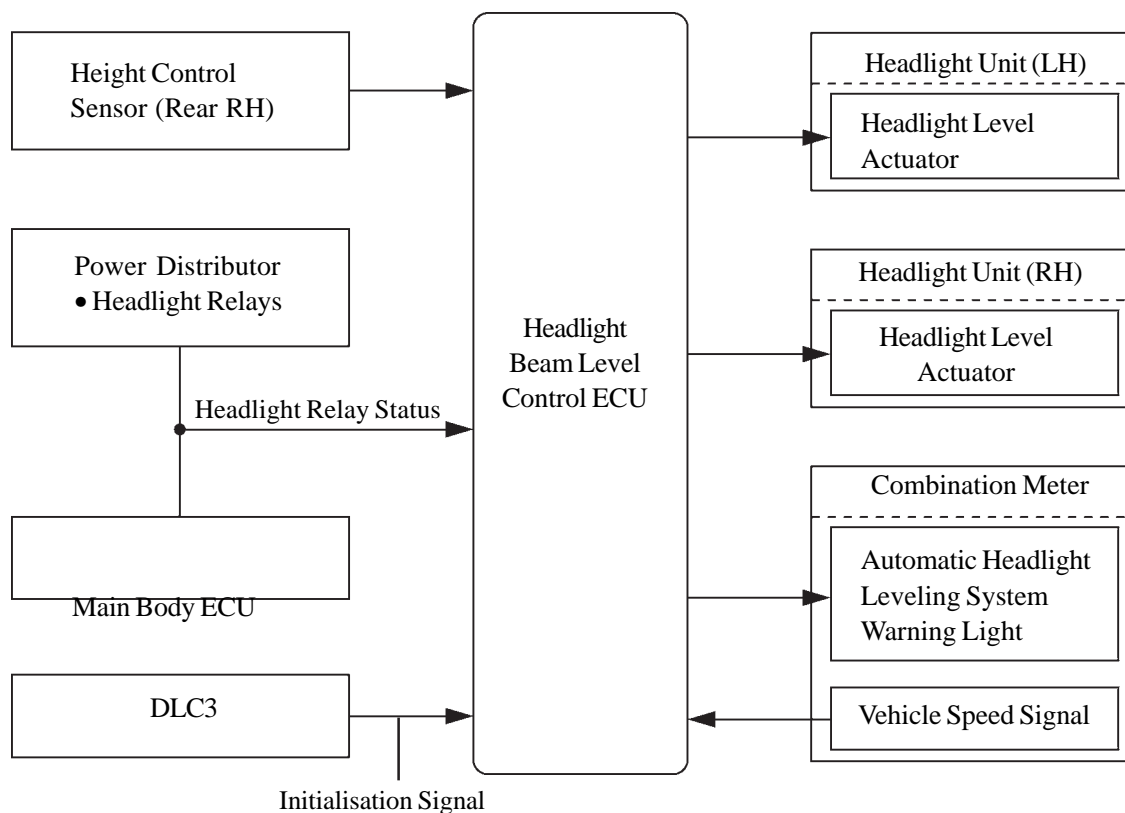 Height Control
Sensor (Rear RH)
Power Distributor
• Headlight Relays
Headlight Relay Status
Main Body ECU
DLC3
Initialisation Signal
Headlight
Beam Level
Control ECU
Headlight Unit (LH)
Headlight Level
Actuator
Headlight Unit (RH)
Headlight Level
Actuator
Combination Meter
Automatic Headlight
Leveling System
Warning Light
Vehicle Speed Signal